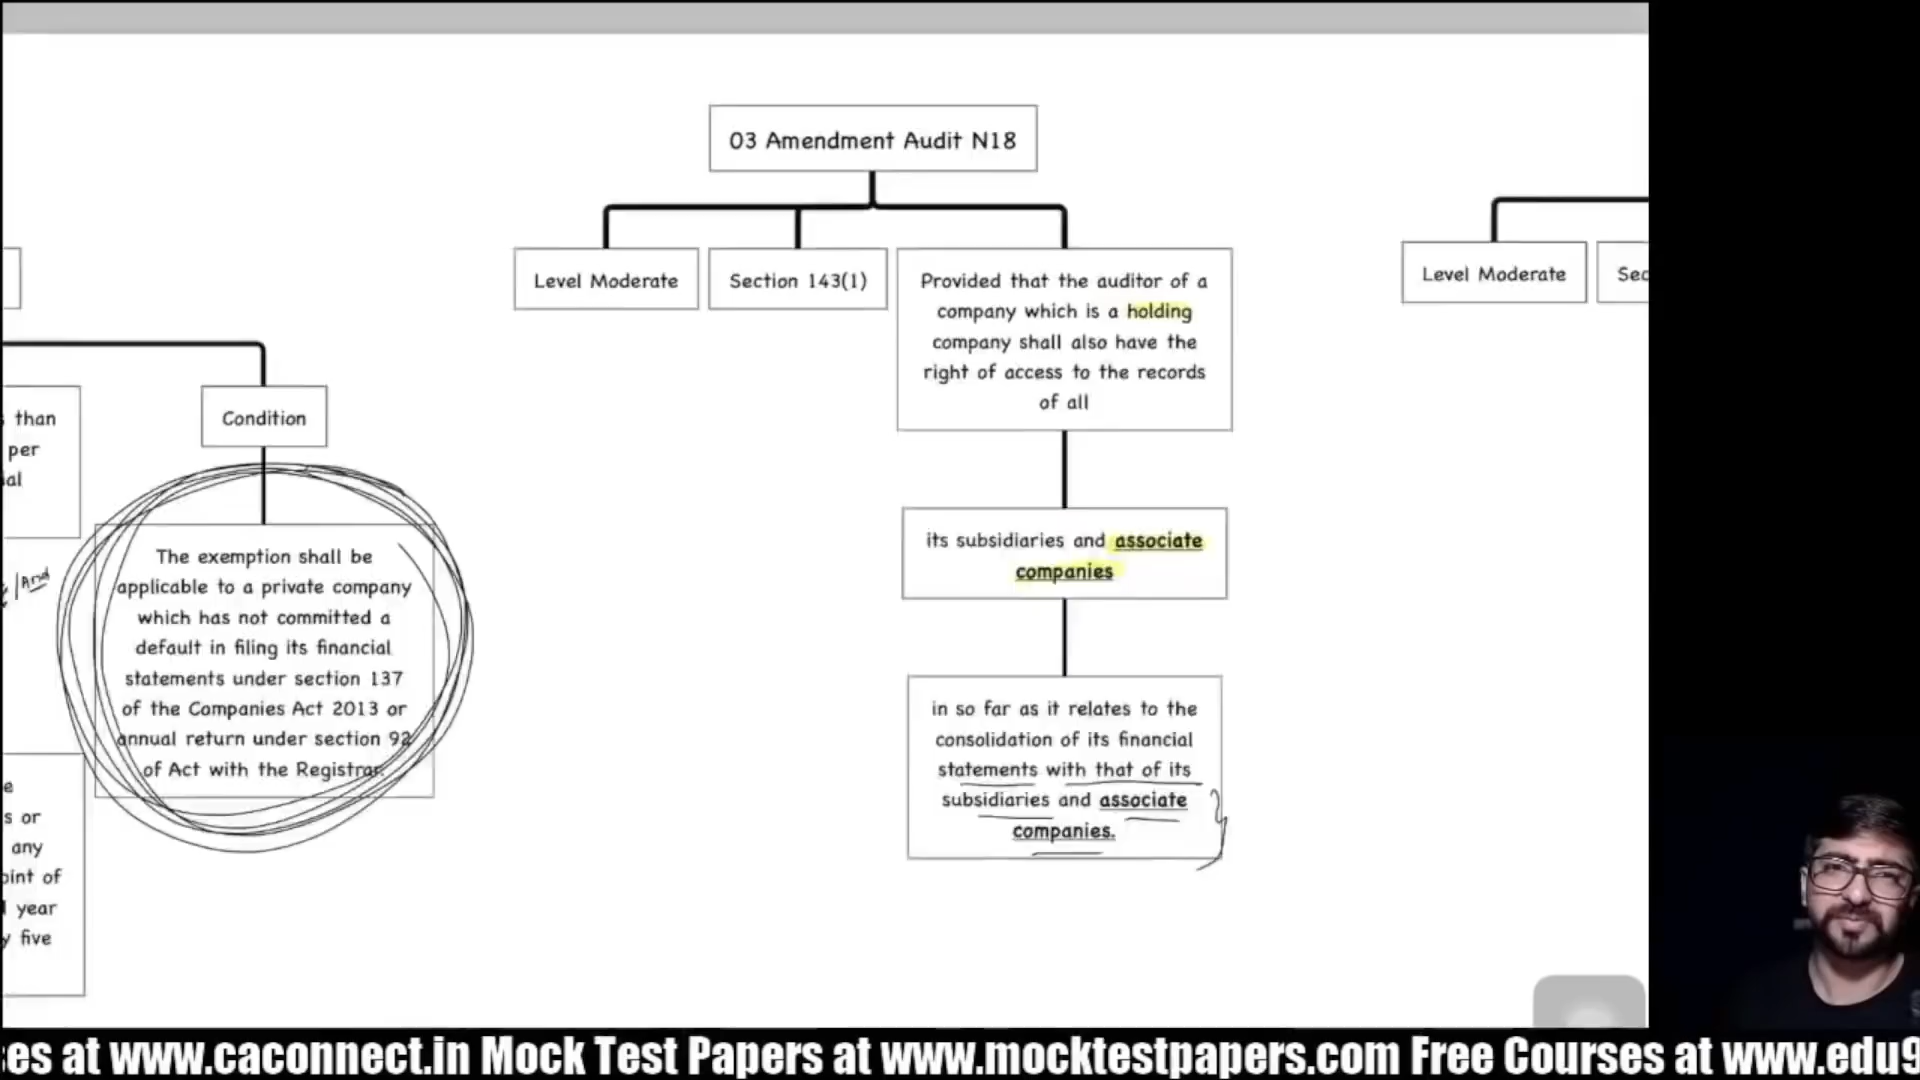 03 Amendment Audit N18
Level Moderate
Section 143(1)
Provided that the auditor of a
company which is a holding
company shall also have the
right of access to the records
of all
its subsidiaries and associate
companies
in so far as it relates to the
consolidation of its financial
statements with that of its
subsidiaries and associate
companies.
Level Moderate
Sec
than
per
ial
Condition
/And
The exemption shall be
applicable to a private company
which has not committed a
default in filing its financial
statements under section 137
of the Companies Act 2013 or
annual return under section 92
of Act with the Registrar.
e
s or
any
oint of
year
y five
es at www.caconnect.in Mock Test Papers at www.mocktestpapers.com Free Courses at www.edu9